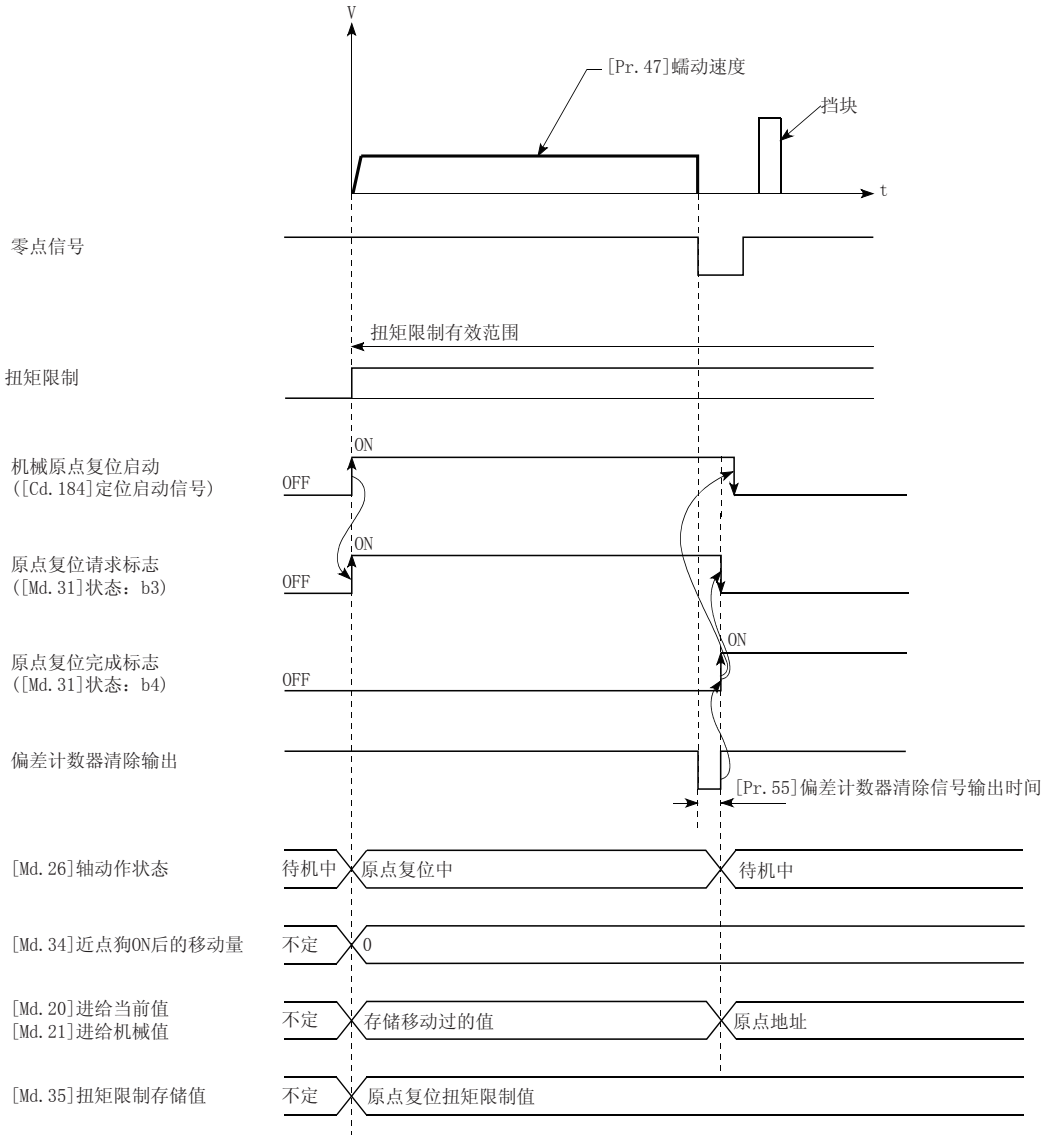 V
[Pr.47]蠕动速度
挡块
t
零点信号
扭矩限制有效范围
扭矩限制
ON
机械原点复位启动
([Cd.184]定位启动信号)
OFF
ON
原点复位请求标志
([Md.31]状态：b3)
OFF
ON
原点复位完成标志
([Md.31]状态：b4)
OFF
偏差计数器清除输出
[Pr.55]偏差计数器清除信号输出时间
[Md.26]轴动作状态 待机中 原点复位中 待机中
[Md.34]近点狗ON后的移动量 不定 0
[Md.20]进给当前值
[Md.21]进给机械值
不定 存储移动过的值 原点地址
[Md.35]扭矩限制存储值 不定 原点复位扭矩限制值